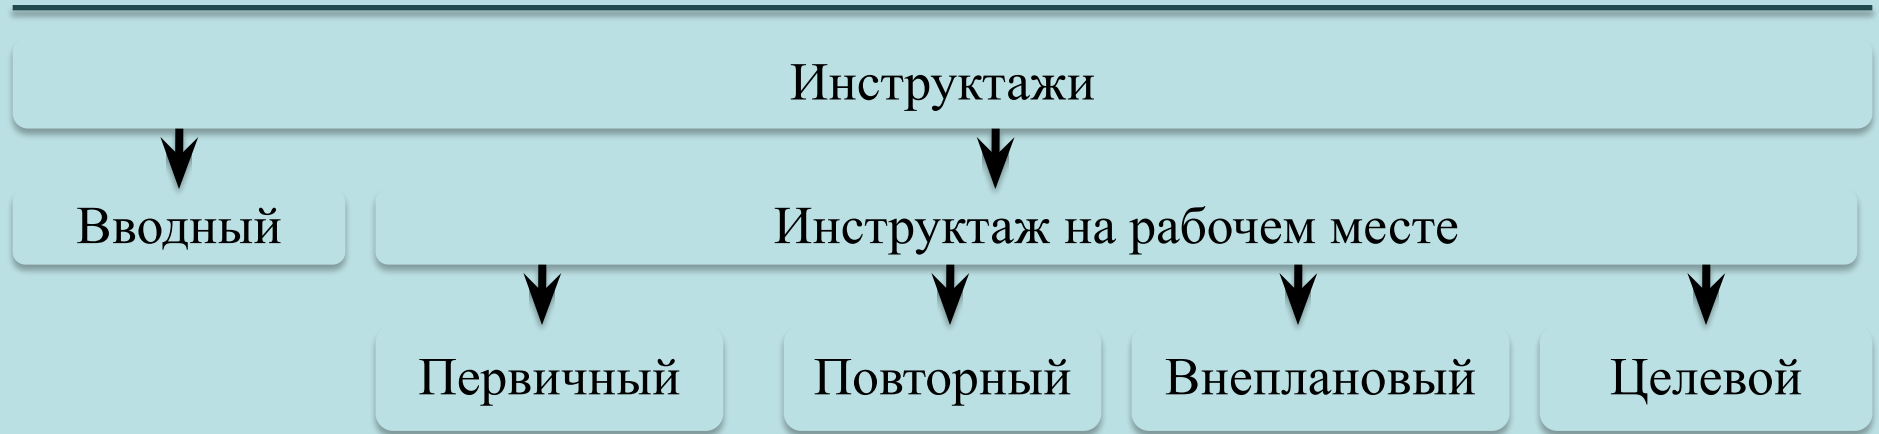 Инструктажи
Вводный
Инструктаж на рабочем месте
Первичный
Повторный
Внеплановый
Целевой